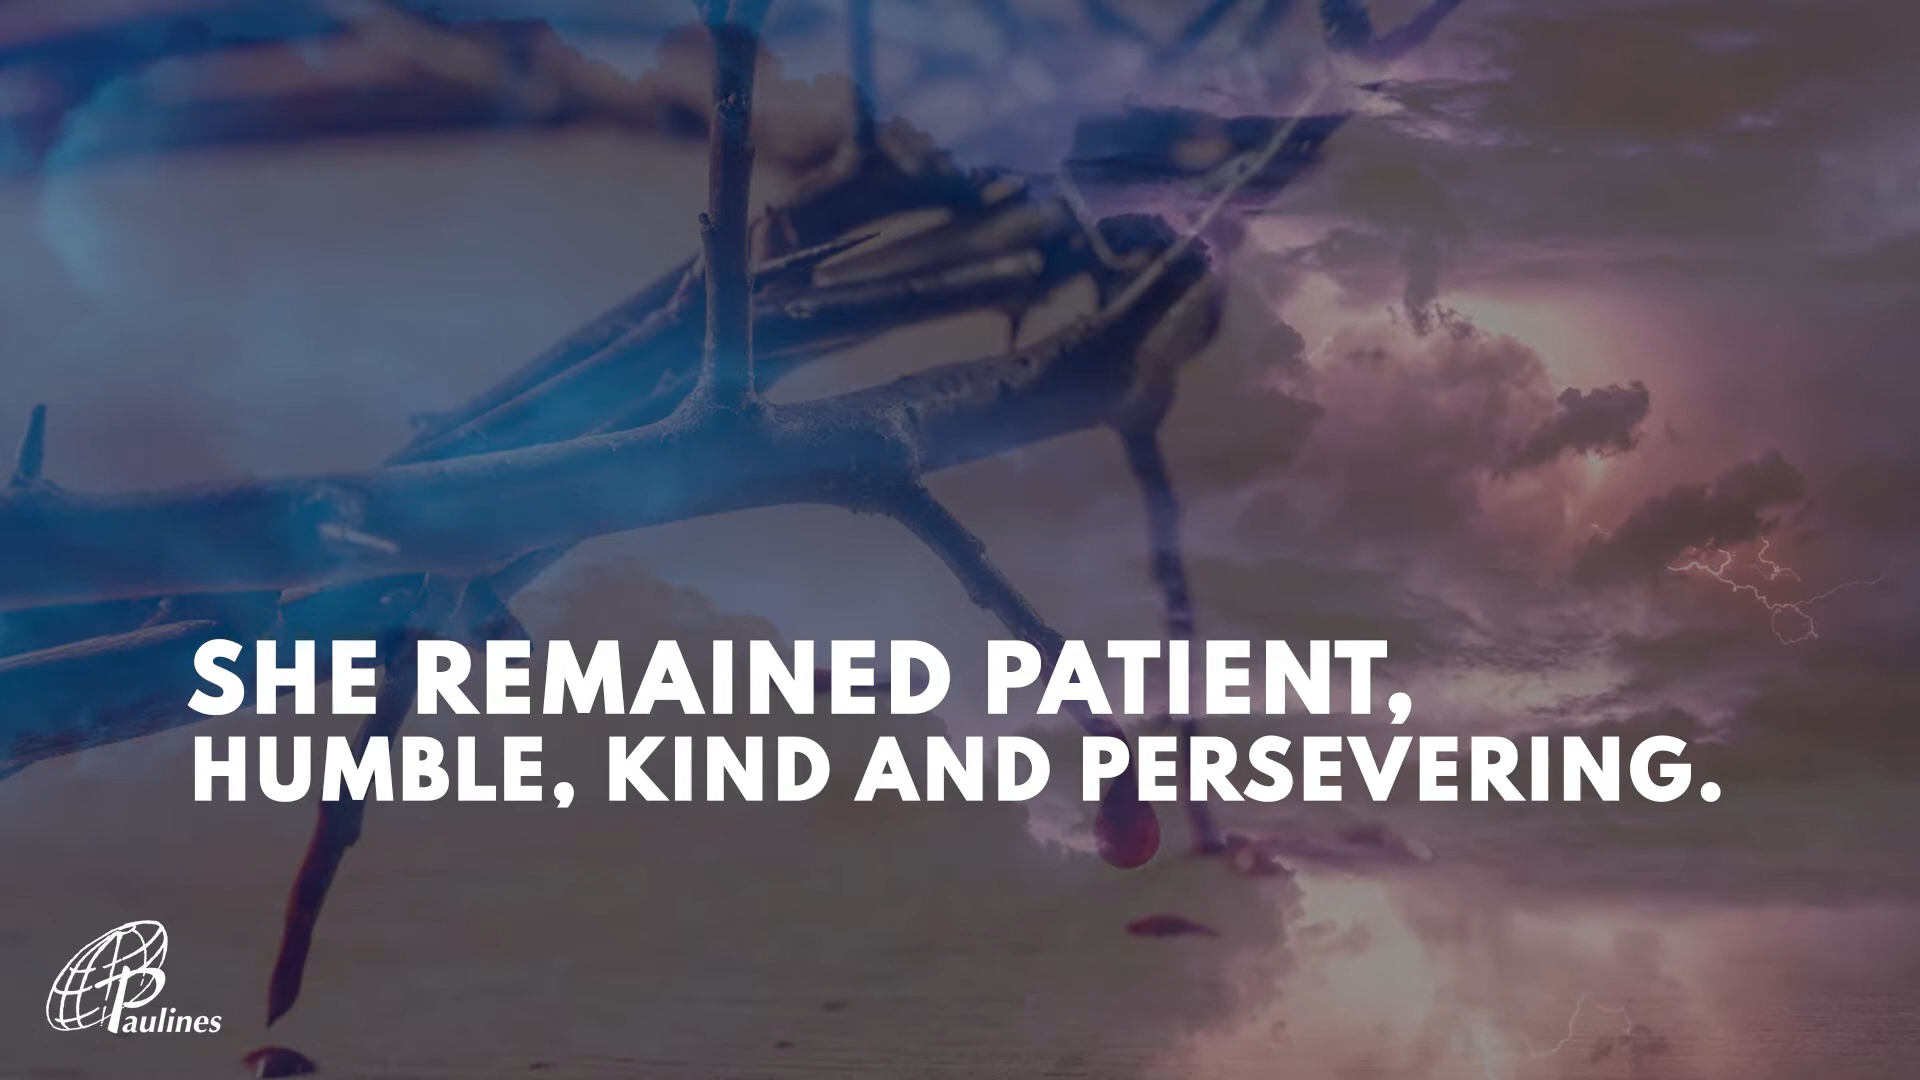 SHE REMAINED PATIENT,
HUMBLE, KIND AND PERSEVERING.
Paulines